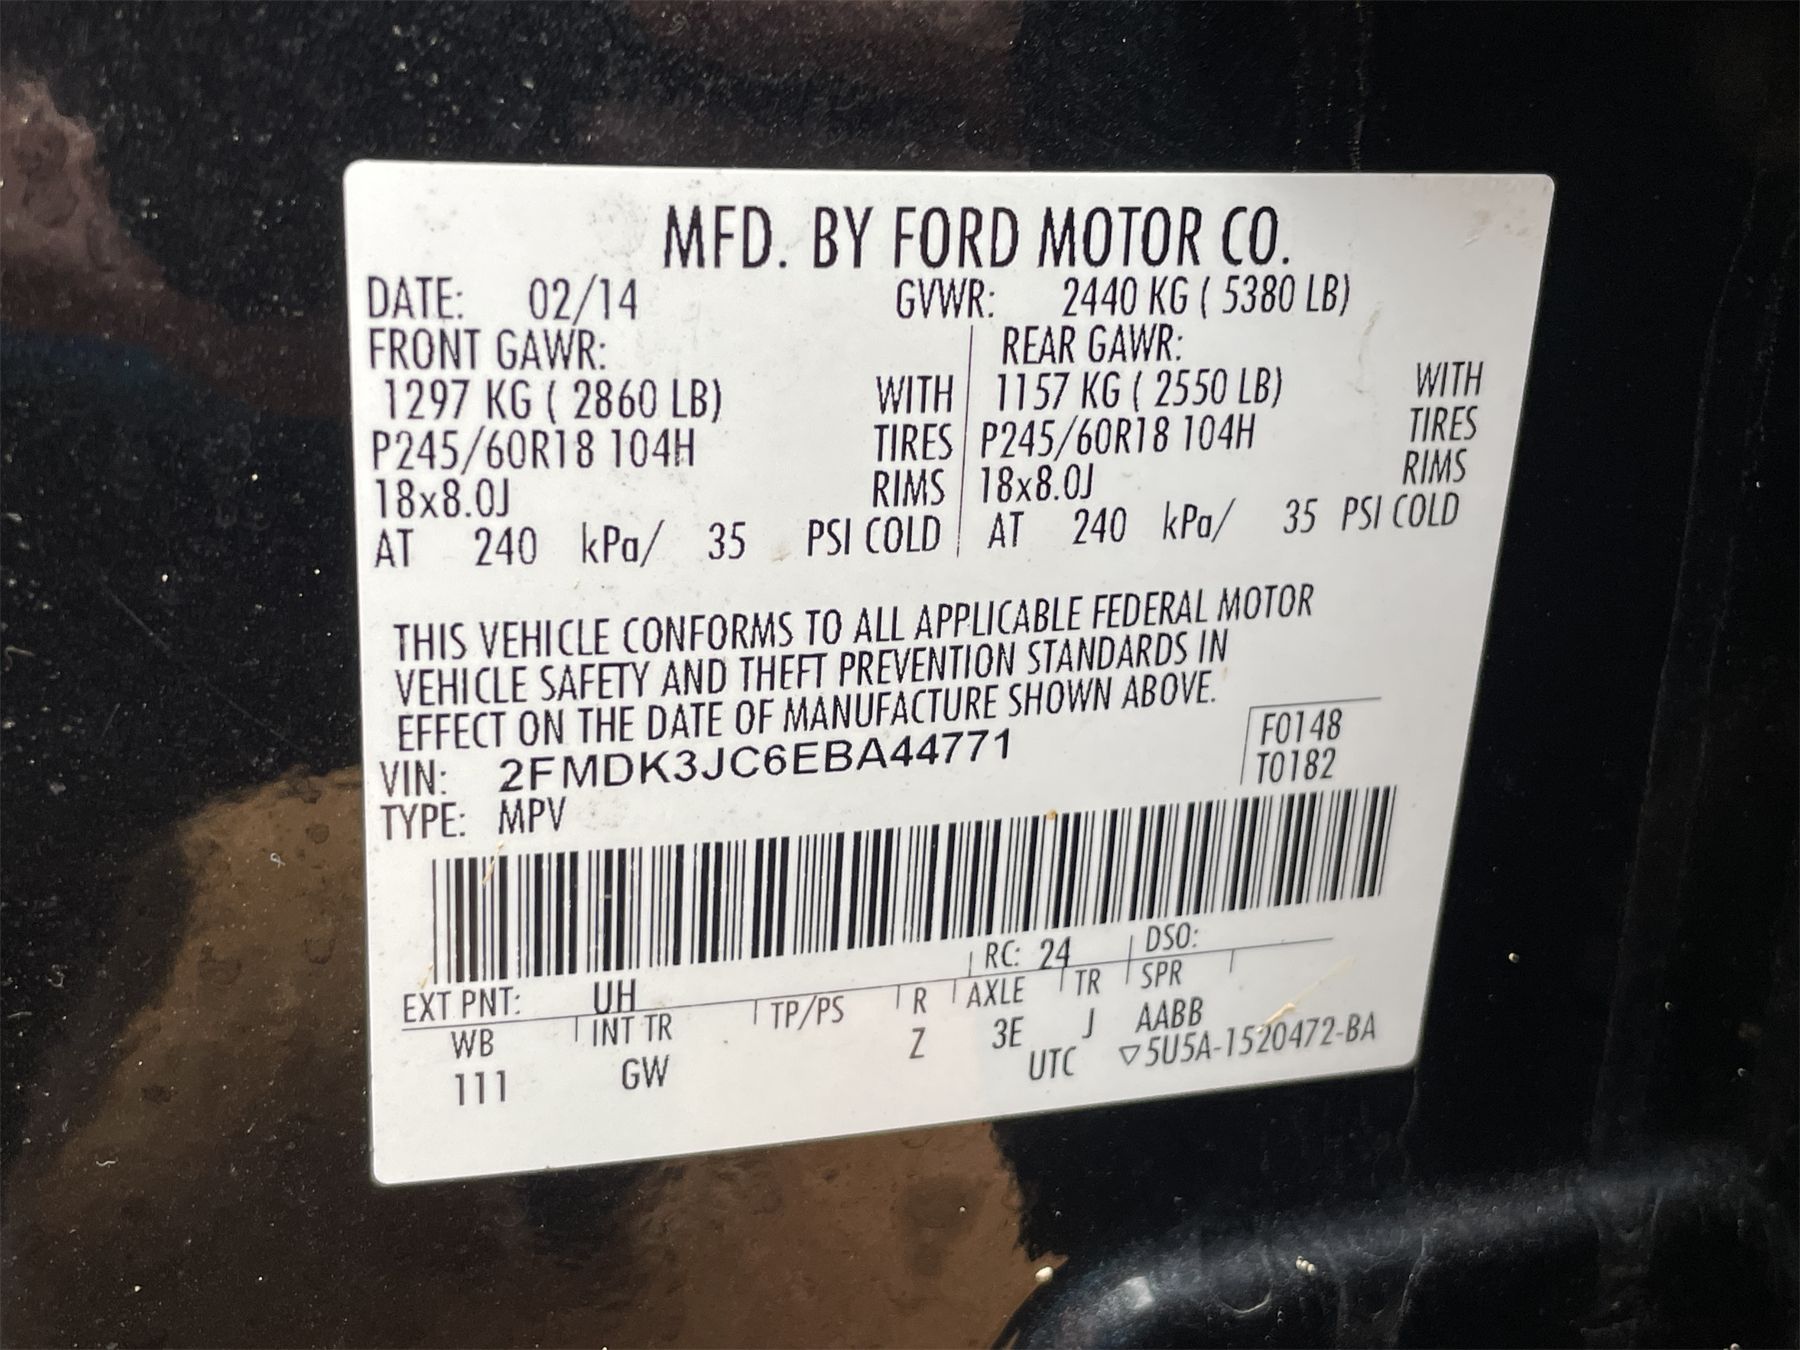 MFD. BY FORD MOTOR CO.
DATE: 02/14 GVWR: 2440 KG ( 5380 LB)
FRONT GAWR: REAR GAWR:
1297 KG ( 2860 LB) WITH 1157 KG ( 2550 LB) WITH
P245/60R18 104H TIRES P245/60R18 104H TIRES
18x8.0J RIMS 18x8.0J RIMS
AT 240 kPa/ 35 PSI COLD AT 240 kPa/ 35 PSI COLD
THIS VEHICLE CONFORMS TO ALL APPLICABLE FEDERAL MOTOR
VEHICLE SAFETY AND THEFT PREVENTION STANDARDS IN
EFFECT ON THE DATE OF MANUFACTURE SHOWN ABOVE.
VIN: 2FMDK3JC6EBA44771 F0148
TYPE: MPV T0182
EXT PNT: UH RC: 24 DSO:
WB INT TR TP/PS R AXLE TR SPR
111 GW Z 3E J AABB
UTC ▽5U5A-1520472-BA